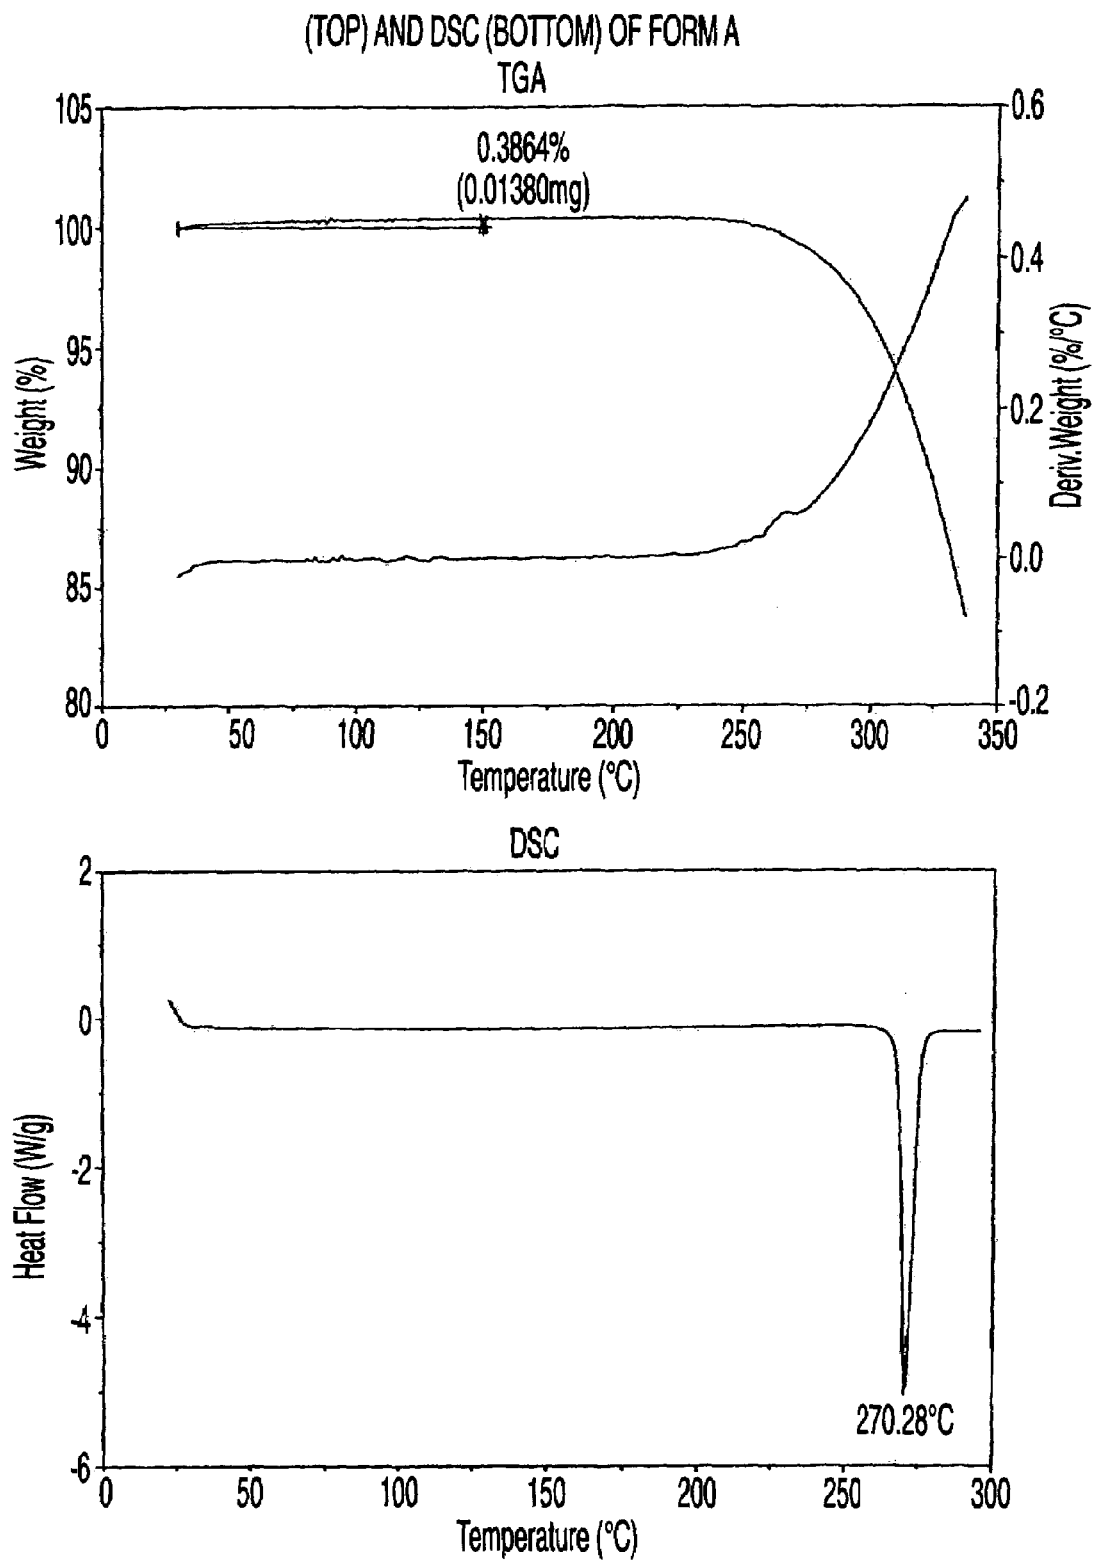 (TOP) AND DSC (BOTTOM) OF FORM A
TGA
105
100
95
90
85
80
Weight (%)
0.3864%
(0.01380mg)
0.6
0.4
0.2
0.0
-0.2
Deriv.Weight (%/°C)
0 50 100 150 200 250 300 350
Temperature (°C)
DSC
2
0
-2
-4
-6
Heat Flow (W/g)
270.28°C
0 50 100 150 200 250 300
Temperature (°C)